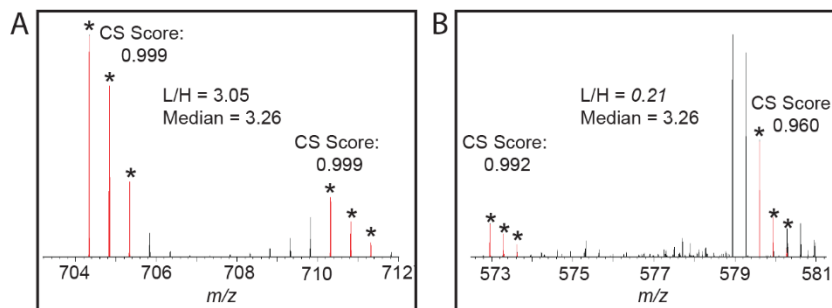 A
CS Score:
0.999
L/H = 3.05
Median = 3.26
CS Score:
0.999
* * * * * *
704 706 708 710 712
m/z
B
L/H = 0.21
Median = 3.26
CS Score:
0.992
CS Score
0.960
* * * * * *
573 575 577 579 581
m/z